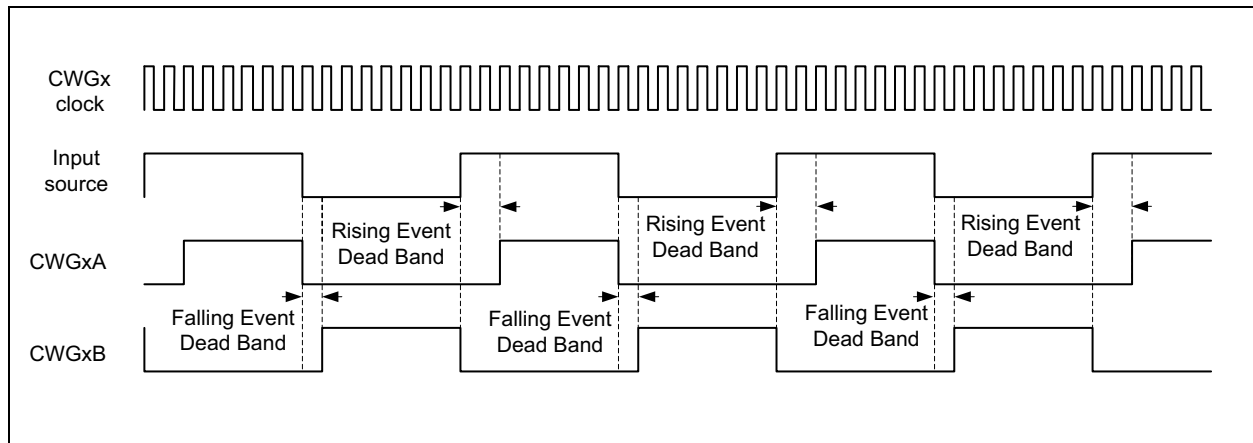 CWGx
clock
Input
source
Rising Event
Dead Band
Rising Event
Dead Band
Rising Event
Dead Band
CWGxA
Falling Event
Dead Band
Falling Event
Dead Band
Falling Event
Dead Band
CWGxB